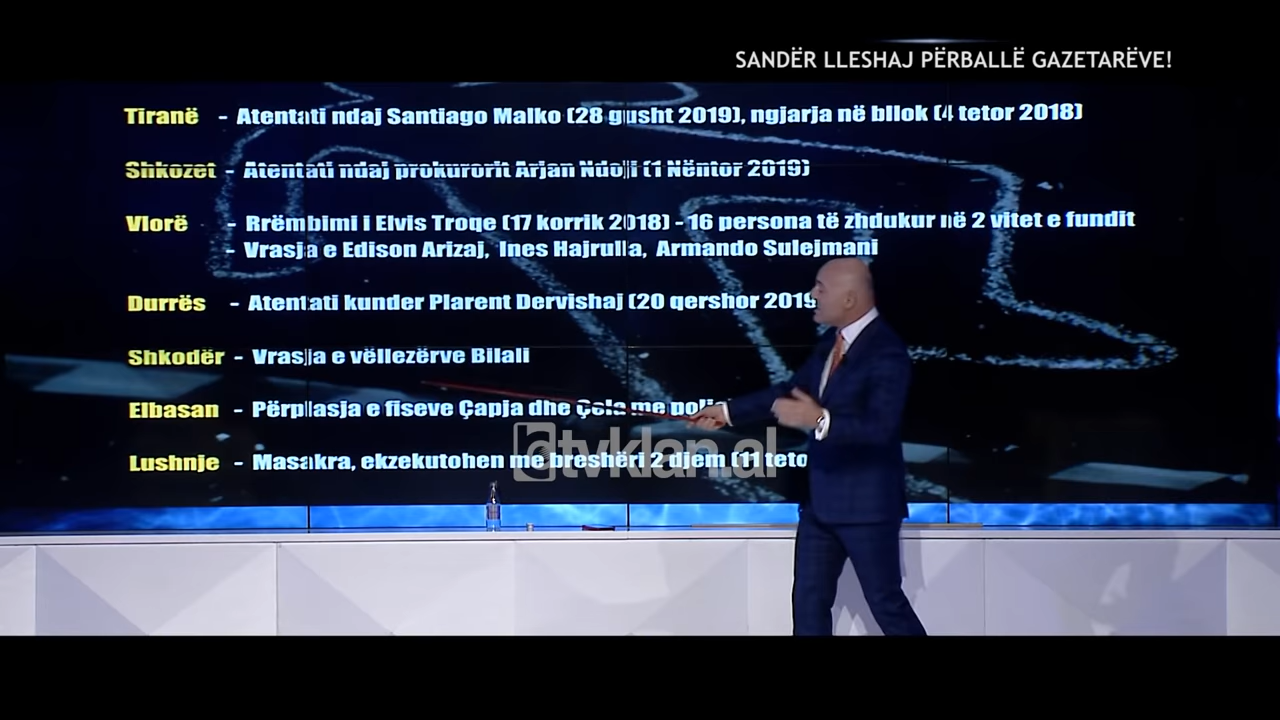 SANDËR LLESHAJ PËRBALLË GAZETARËVE!
Tiranë - Atentati ndaj Santiago Malko (28 gusht 2019), ngjarja në bllok (4 tetor 2018)
Shkozet - Atentati ndaj prokurorit Arjan Ndoji (1 Nëntor 2019)
Vlorë - Rrëmbimi i Elvis Troqe (17 korrik 2018) - 16 persona të zhdukur në 2 vitet e fundit
- Vrasja e Edison Arizaj, Ines Hajrulla, Armando Sulejmani
Durrës - Atentati kunder Plarent Dervishaj (20 qershor 2019
Shkodër - Vrasja e vëllezërve Bilali
Elbasan - Përplasja e fiseve Çapja dhe Çela me
tvklan.al
Lushnje - Masakra, ekzekutohen me breshëri 2 djem (11